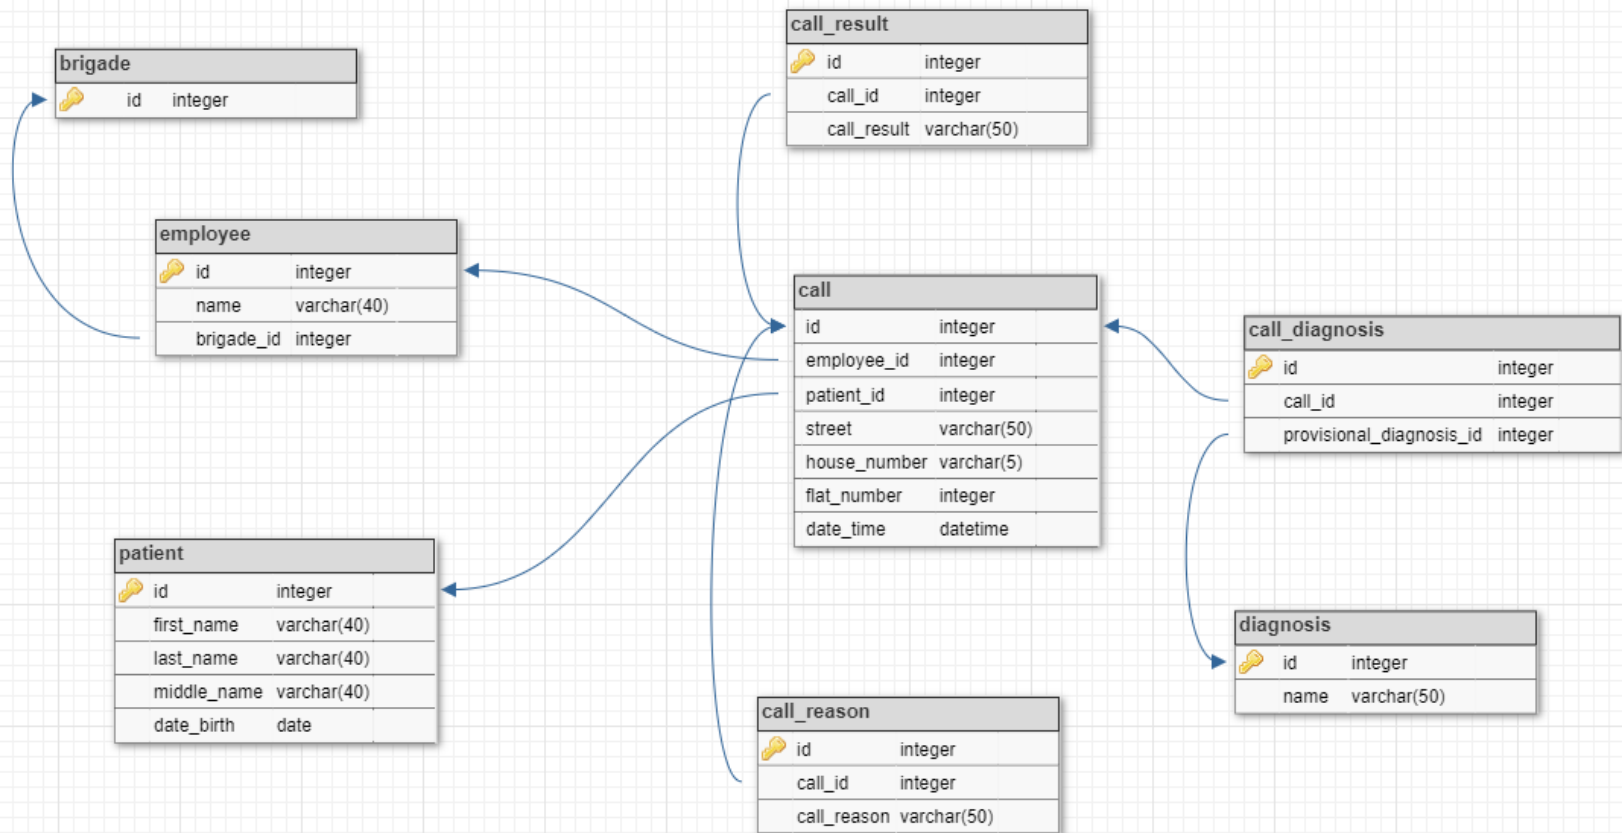 brigade
id integer
employee
id integer
name varchar(40)
brigade_id integer
patient
id integer
first_name varchar(40)
last_name varchar(40)
middle_name varchar(40)
date_birth date
call_result
id integer
call_id integer
call_result varchar(50)
call
id integer
employee_id integer
patient_id integer
street varchar(50)
house_number varchar(5)
flat_number integer
date_time datetime
call_reason
id integer
call_id integer
call_reason varchar(50)
call_diagnosis
id integer
call_id integer
provisional_diagnosis_id integer
diagnosis
id integer
name varchar(50)